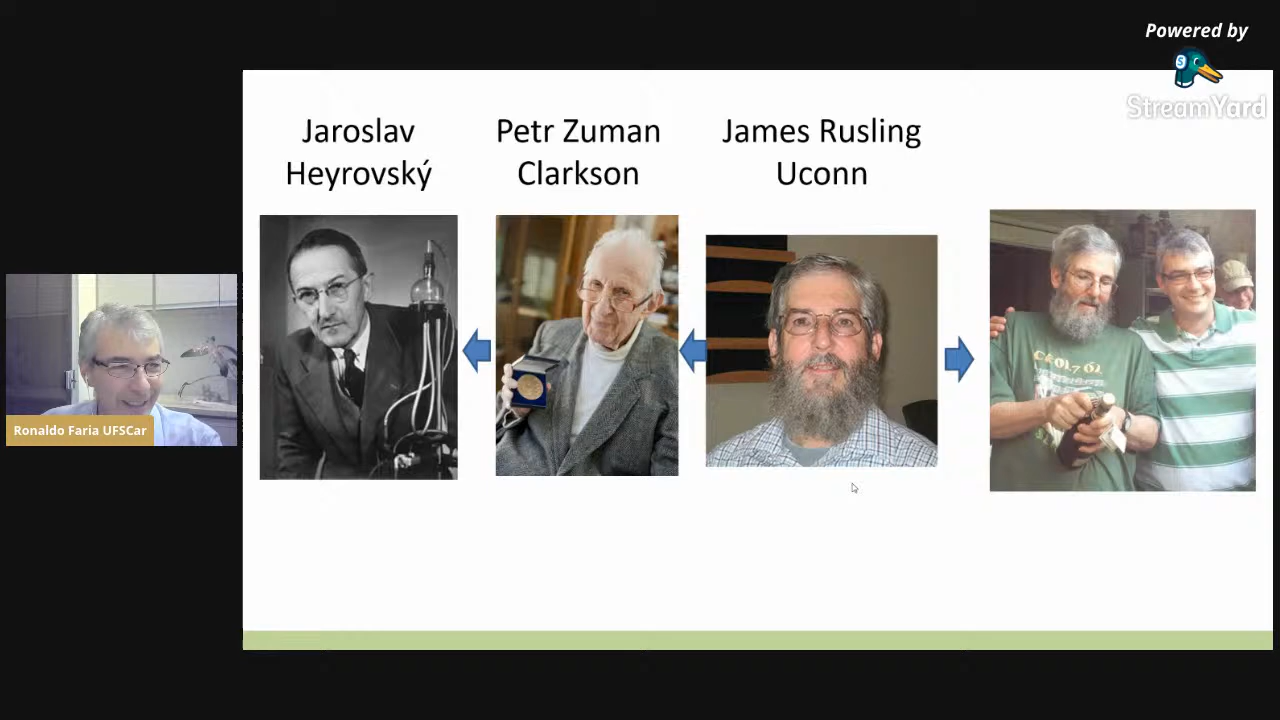 Powered by
StreamYard
Jaroslav
Heyrovský
Petr Zuman
Clarkson
James Rusling
Uconn
Ronaldo Faria UFSCar